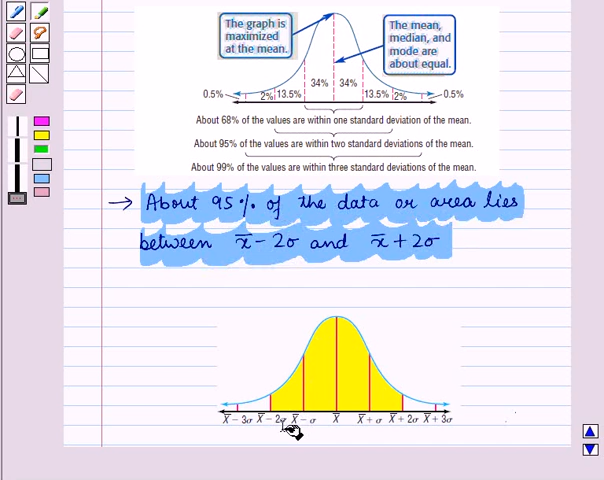 The graph is
maximized
at the mean.
The mean,
median, and
mode are
about equal.
34% 34%
0.5% 2% 13.5% 13.5% 2% 0.5%
About 68% of the values are within one standard deviation of the mean.
About 95% of the values are within two standard deviations of the mean.
About 99% of the values are within three standard deviations of the mean.
→ About 95% of the data or area lies
between x̅ - 2σ and x̅ + 2σ
X̅ - 3σ X̅ - 2σ X̅ - σ X̅ X̅ + σ X̅ + 2σ X̅ + 3σ